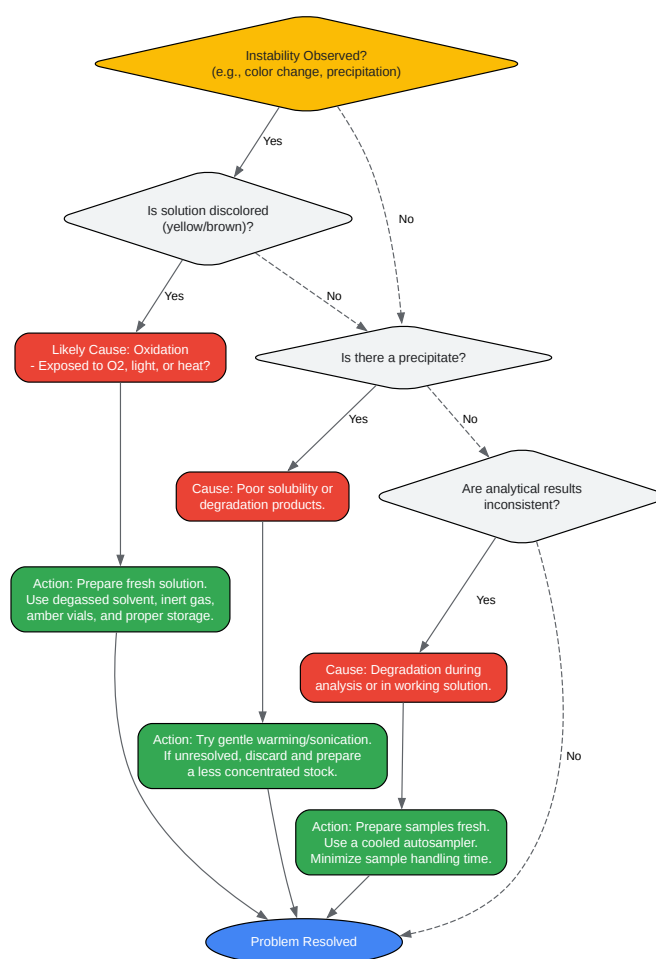 Instability Observed?
(e.g., color change, precipitation)
Yes
Is solution discolored
(yellow/brown)?
No
Yes
No
Likely Cause: Oxidation
- Exposed to O2, light, or heat?
Is there a precipitate?
Yes
No
Cause: Poor solubility or
degradation products.
Are analytical results
inconsistent?
Action: Prepare fresh solution.
Use degassed solvent, inert gas,
amber vials, and proper storage.
Yes
Cause: Degradation during
analysis or in working solution.
Action: Try gentle warming/sonication.
If unresolved, discard and prepare
a less concentrated stock.
No
Action: Prepare samples fresh.
Use a cooled autosampler.
Minimize sample handling time.
Problem Resolved